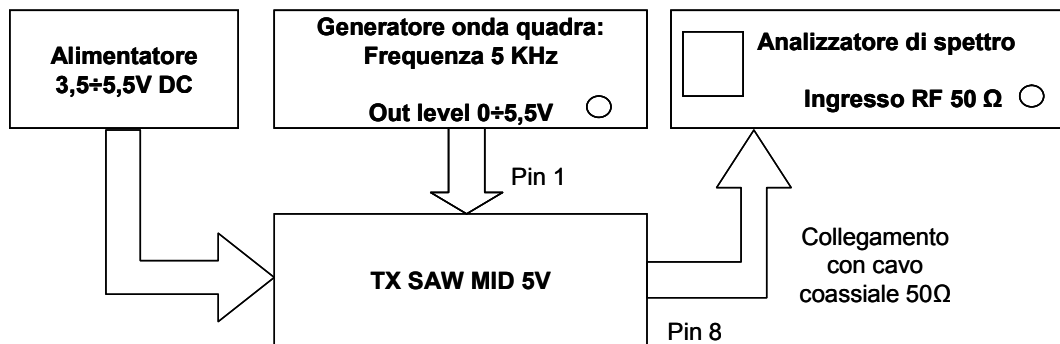 Alimentatore
3,5÷5,5V DC
Generatore onda quadra:
Frequenza 5 KHz
Out level 0÷5,5V
Analizzatore di spettro
Ingresso RF 50 Ω
Pin 1
TX SAW MID 5V
Collegamento
con cavo
coassiale 50Ω
Pin 8